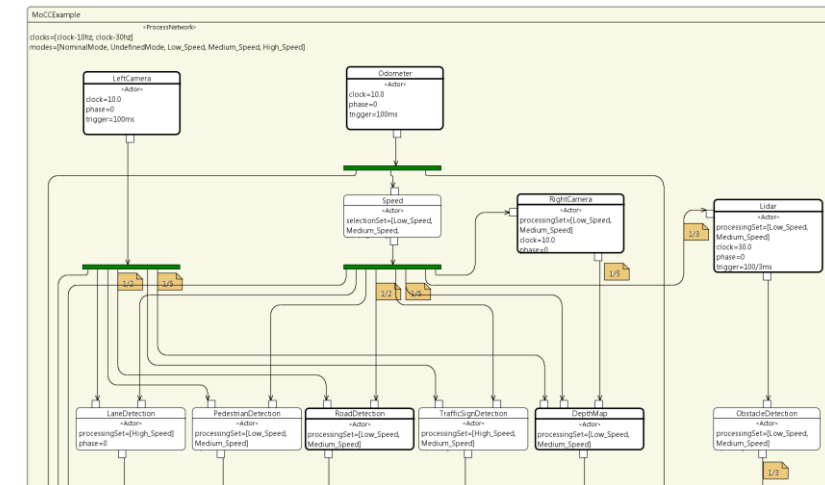 MoCCExample
«ProcessNetwork»
clocks=[clock-10hz, clock-30hz]
modes=[NominalMode, UndefinedMode, Low_Speed, Medium_Speed, High_Speed]
LeftCamera
«Actor»
clock=10.0
phase=0
trigger=100ms
Odometer
«Actor»
clock=10.0
phase=0
trigger=100ms
Speed
«Actor»
selectionSet=[Low_Speed,
Medium_Speed,
RightCamera
«Actor»
processingSet=[Low_Speed,
Medium_Speed]
clock=10.0
phase=0
Lidar
«Actor»
processingSet=[Low_Speed,
Medium_Speed]
clock=30.0
phase=0
trigger=100/3ms
1/3
1/5
1/2
1/5
1/2
1/5
LaneDetection
«Actor»
processingSet=[High_Speed]
phase=0
PedestrianDetection
«Actor»
processingSet=[Low_Speed,
Medium_Speed]
RoadDetection
«Actor»
processingSet=[Low_Speed,
Medium_Speed]
TrafficSignDetection
«Actor»
processingSet=[High_Speed,
Medium_Speed]
DepthMap
«Actor»
processingSet=[Low_Speed,
Medium_Speed]
ObstacleDetection
«Actor»
processingSet=[Low_Speed,
Medium_Speed]
1/3